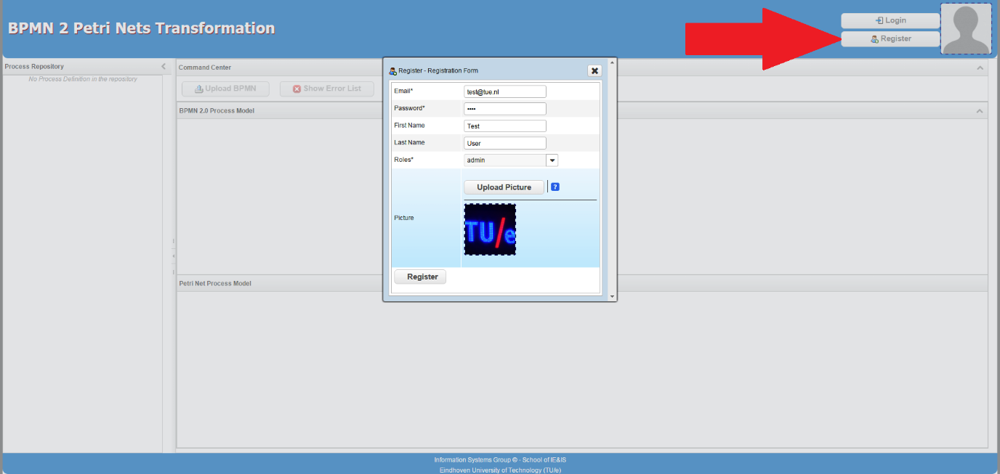 BPMN 2 Petri Nets Transformation
Login
Register
Process Repository
No Process Definition in the repository
Command Center
Upload BPMN
Show Error List
BPMN 2.0 Process Model
Register - Registration Form
Email*
test@tue.nl
Password*
••••
First Name
Test
Last Name
User
Roles*
admin
Upload Picture
?
Picture
TU/e
Register
Petri Net Process Model
Information Systems Group © - School of IE&IS
Eindhoven University of Technology (TU/e)